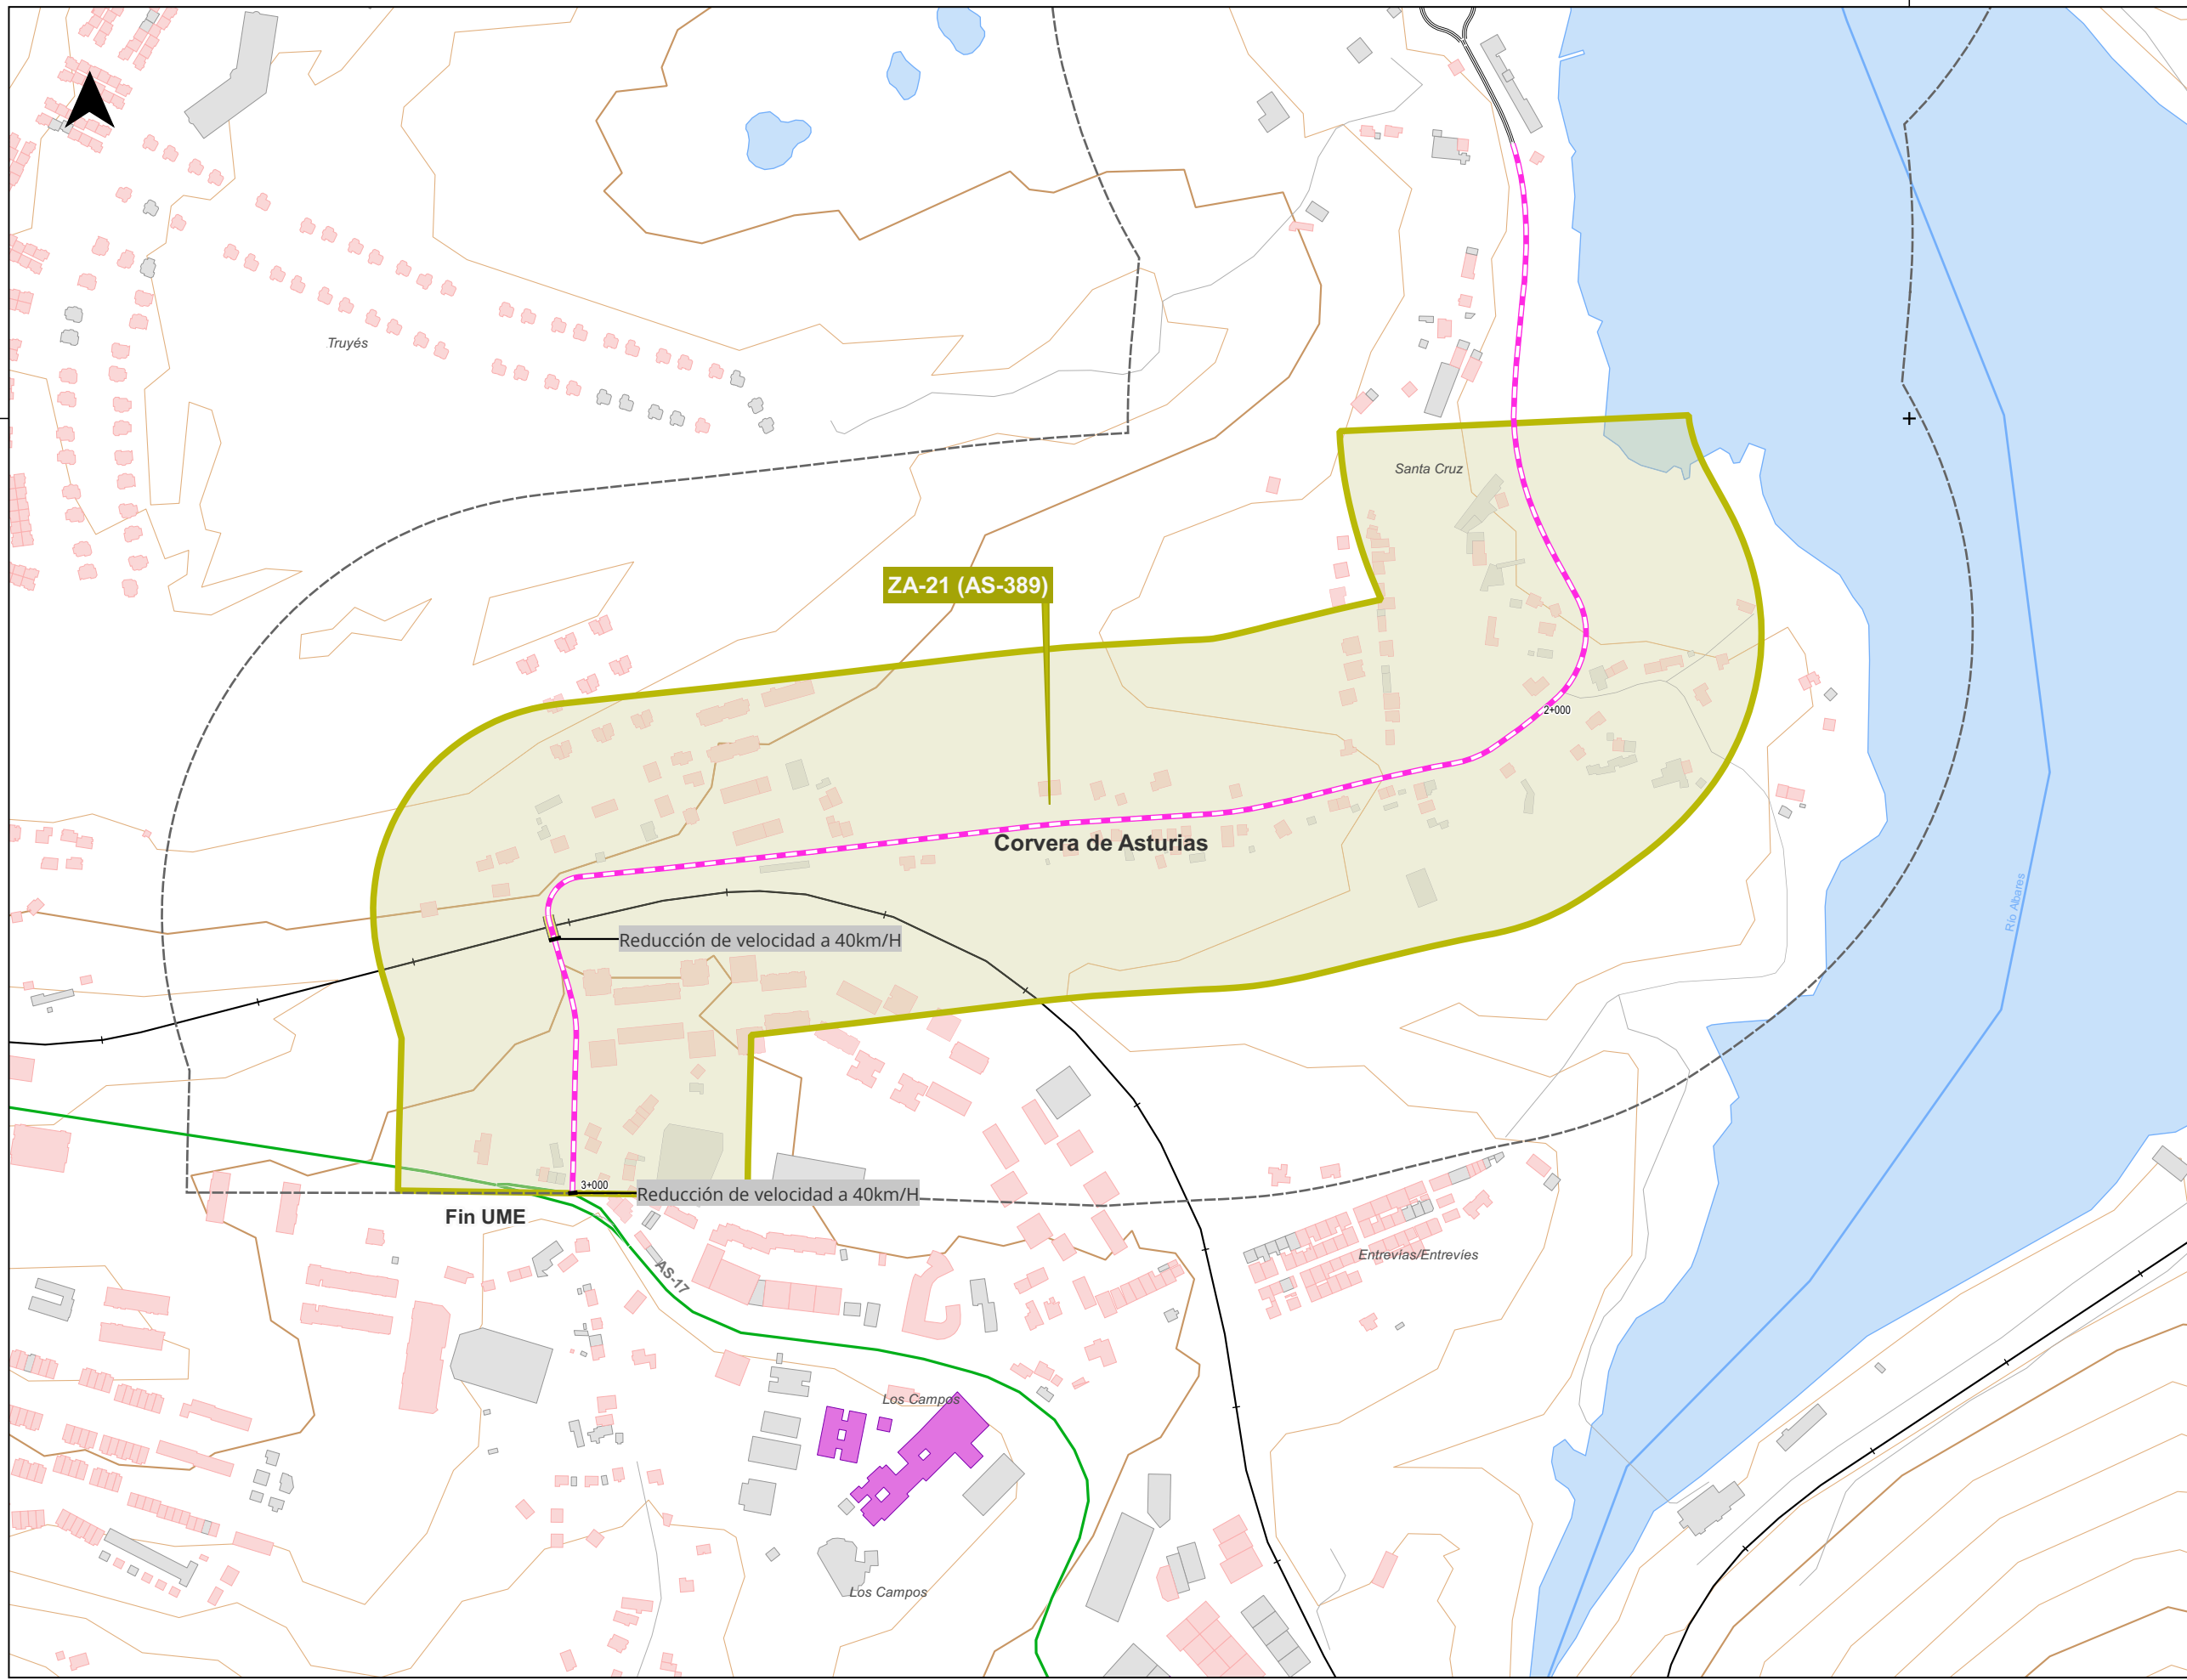 Truyés
Santa Cruz
ZA-21 (AS-389)
2+000
Corvera de Asturias
Río Albares
Reducción de velocidad a 40km/H
3+000
Reducción de velocidad a 40km/H
Fin UME
Entrevías/Entrevíes
AS-17
Los Campos
Los Campos